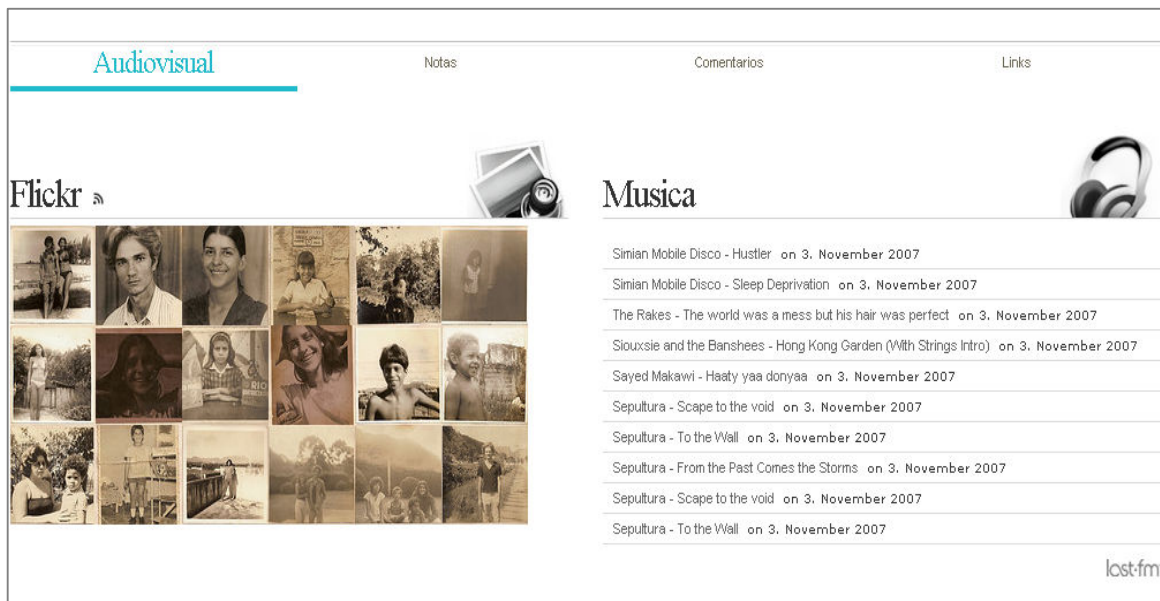 Audiovisual
Notas
Comentarios
Links
Flickr
Musica
Simian Mobile Disco - Hustler on 3. November 2007
Simian Mobile Disco - Sleep Deprivation on 3. November 2007
The Rakes - The world was a mess but his hair was perfect on 3. November 2007
Siouxsie and the Banshees - Hong Kong Garden (With Strings Intro) on 3. November 2007
Sayed Makawi - Haaty yaa donyaa on 3. November 2007
Sepultura - Scape to the void on 3. November 2007
Sepultura - To the Wall on 3. November 2007
Sepultura - From the Past Comes the Storms on 3. November 2007
Sepultura - Scape to the void on 3. November 2007
Sepultura - To the Wall on 3. November 2007
last·fm